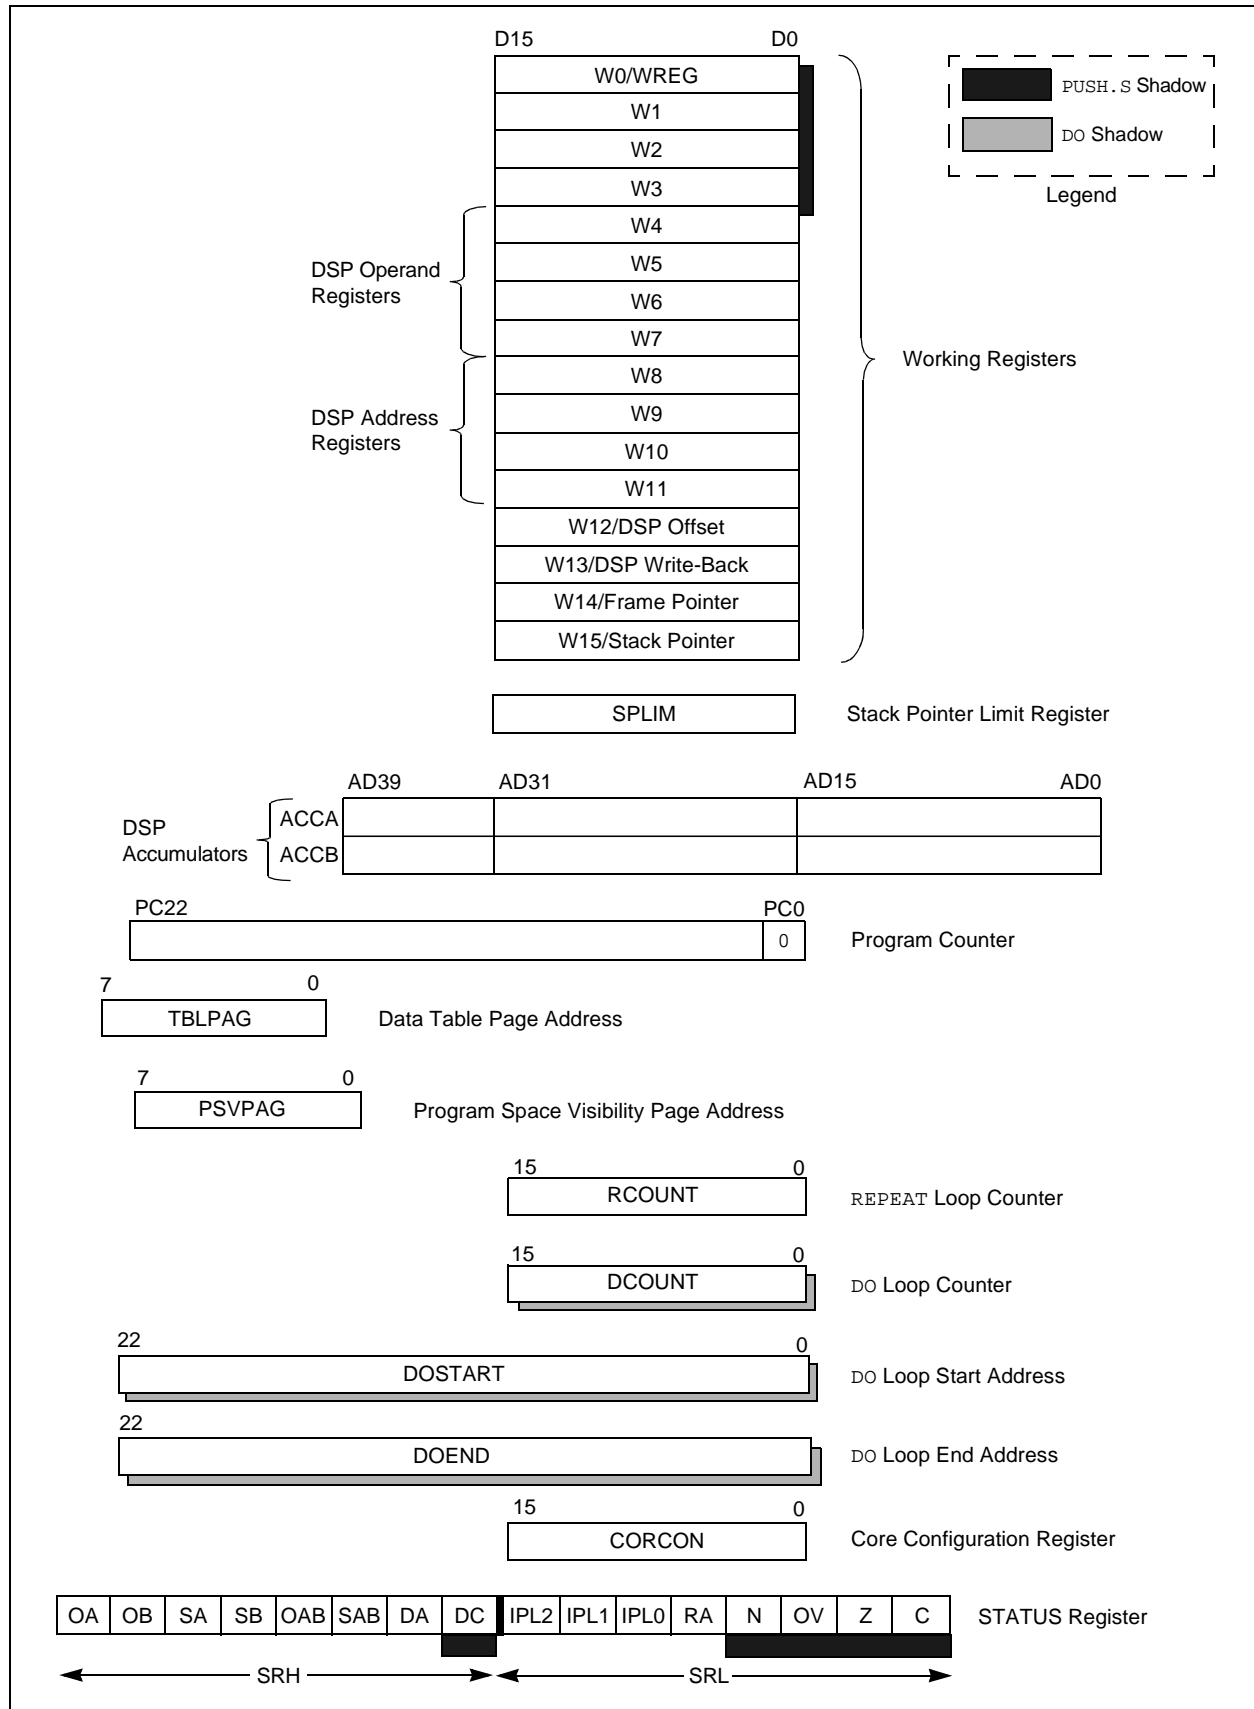 D15 D0
W0/WREG
PUSH.S Shadow
W1
DO Shadow
W2
W3
Legend
W4
DSP Operand
Registers
W5
W6
W7
Working Registers
W8
DSP Address
Registers
W9
W10
W11
W12/DSP Offset
W13/DSP Write-Back
W14/Frame Pointer
W15/Stack Pointer
SPLIM Stack Pointer Limit Register
AD39 AD31 AD15 AD0
DSP
Accumulators
ACCA
ACCB
PC22 PC0
0 Program Counter
7 0
TBLPAG Data Table Page Address
7 0
PSVPAG Program Space Visibility Page Address
15 0
RCOUNT REPEAT Loop Counter
15 0
DCOUNT DO Loop Counter
22 0
DOSTART DO Loop Start Address
22
DOEND DO Loop End Address
15 0
CORCON Core Configuration Register
OA OB SA SB OAB SAB DA DC IPL2 IPL1 IPL0 RA N OV Z C STATUS Register
SRH SRL